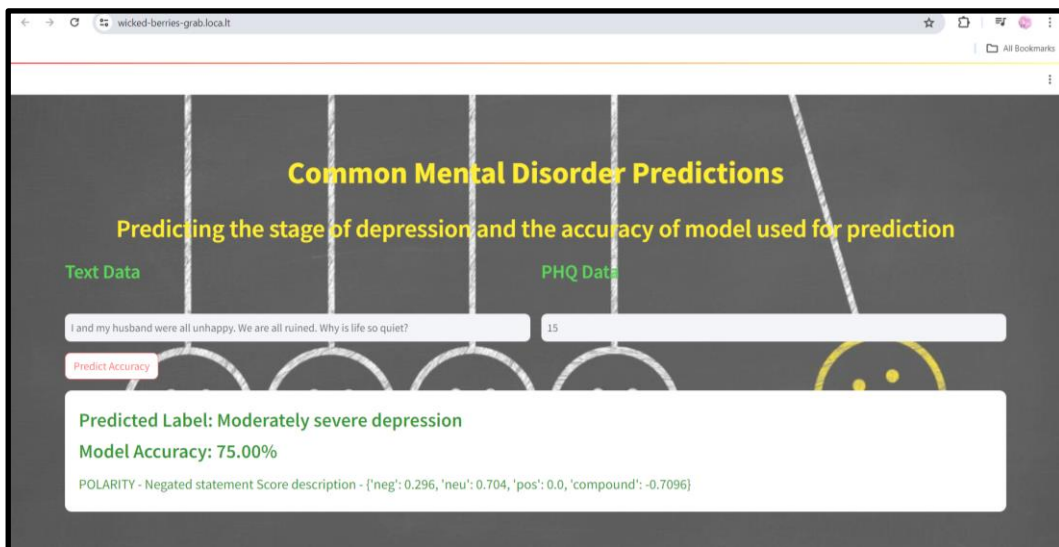 wicked-berries-grab.loca.lt
All Bookmarks
Common Mental Disorder Predictions
Predicting the stage of depression and the accuracy of model used for prediction
Text Data
PHQ Data
I and my husband were all unhappy. We are all ruined. Why is life so quiet?
15
Predict Accuracy
Predicted Label: Moderately severe depression
Model Accuracy: 75.00%
POLARITY - Negated statement Score description - {'neg': 0.296, 'neu': 0.704, 'pos': 0.0, 'compound': -0.7096}